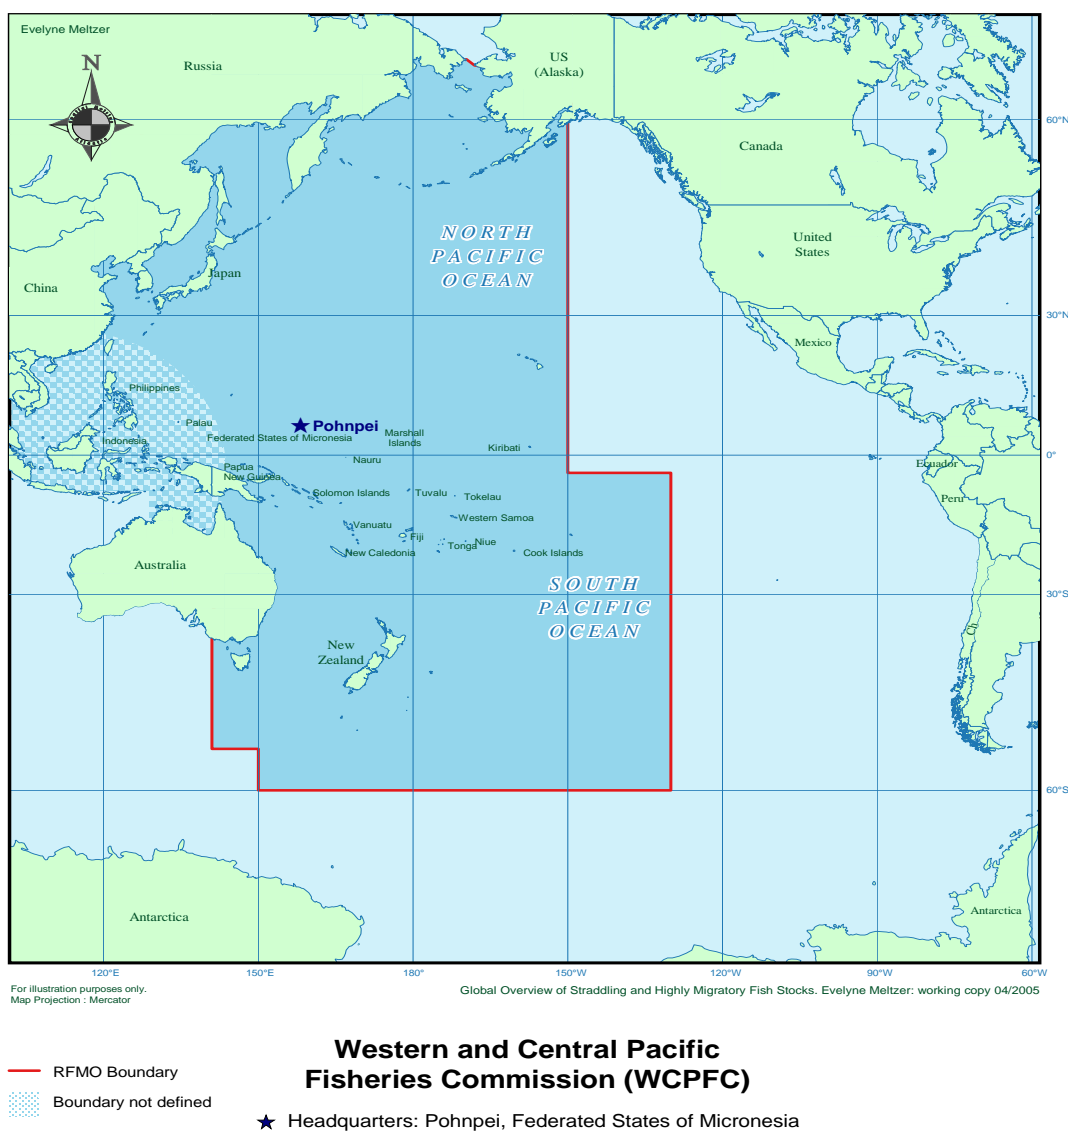 Evelyne Meltzer
N
Russia
US
(Alaska)
Canada
60°N
NORTH
PACIFIC
OCEAN
United
States
China
Japan
30°N
Mexico
Philippines
Palau
Pohnpei
Federated States of Micronesia
Marshall
Islands
Indonesia
Kiribati
0°
Nauru
Papua
New Guinea
Ecuador
Solomon Islands
Tuvalu
Tokelau
Peru
Western Samoa
Vanuatu
Fiji
Tonga
Niue
New Caledonia
Cook Islands
Australia
SOUTH
PACIFIC
OCEAN
30°S
Ch
New
Zealand
60°S
Antarctica
Antarctica
120°E
150°E
180°
150°W
120°W
90°W
60°W
For illustration purposes only.
Map Projection : Mercator
Global Overview of Straddling and Highly Migratory Fish Stocks. Evelyne Meltzer: working copy 04/2005
Western and Central Pacific
Fisheries Commission (WCPFC)
RFMO Boundary
Boundary not defined
Headquarters: Pohnpei, Federated States of Micronesia